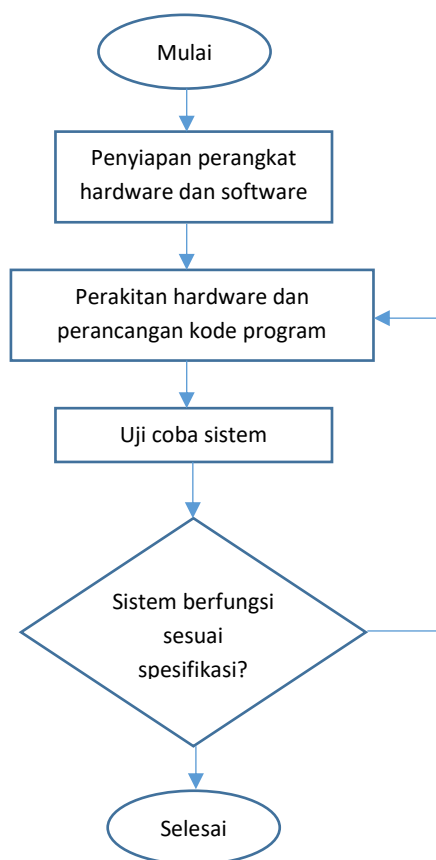 Mulai
Penyiapan perangkat
hardware dan software
Perakitan hardware dan
perancangan kode program
Uji coba sistem
Sistem berfungsi
sesuai
spesifikasi?
Selesai